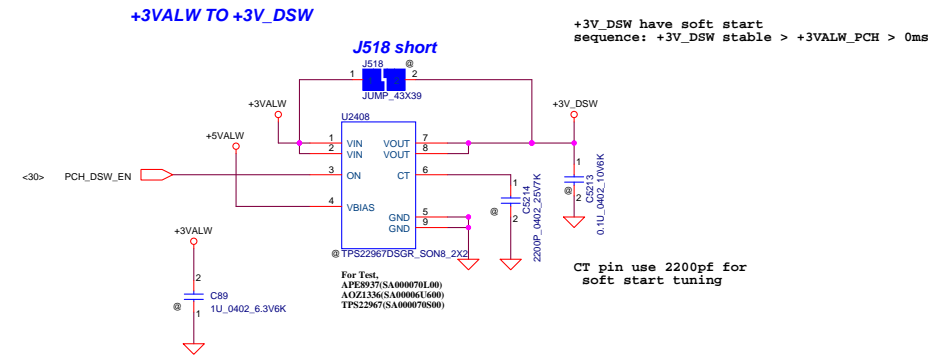 +3VALW TO +3V_DSW
+3V_DSW have soft start
sequence: +3V_DSW stable > +3VALW_PCH > 0ms
J518 short
J518
@
1
2
JUMP_43X39
+3VALW
+3V_DSW
U2408
+5VALW
1
VIN
VOUT
7
2
VIN
VOUT
8
<30>
PCH_DSW_EN
3
ON
CT
6
4
VBIAS
GND
5
GND
9
@
TPS22967DSGR_SON8_2X2
1
@
2
C5214
2200P_0402_25V7K
1
@
2
C5213
0.1U_0402_10V6K
+3VALW
2
C89
@
1
1U_0402_6.3V6K
For Test,
APE8937(SA000070L00)
AOZ1336(SA00006U600)
TPS22967(SA000070S00)
CT pin use 2200pf for
soft start tuning